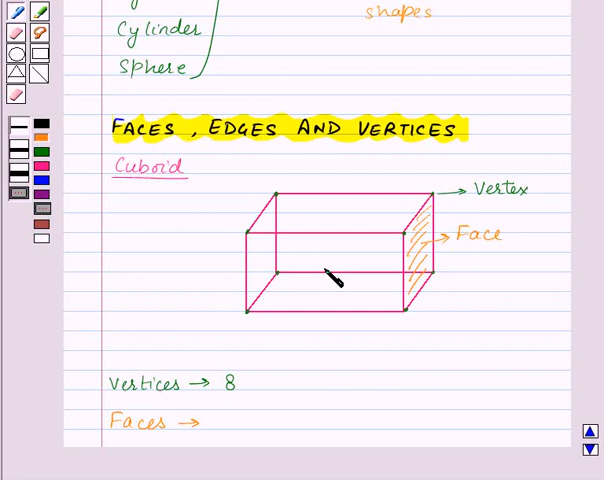 shapes
Cylinder
Sphere
FACES, EDGES AND VERTICES
Cuboid
→ Vertex
→ Face
Vertices → 8
Faces →